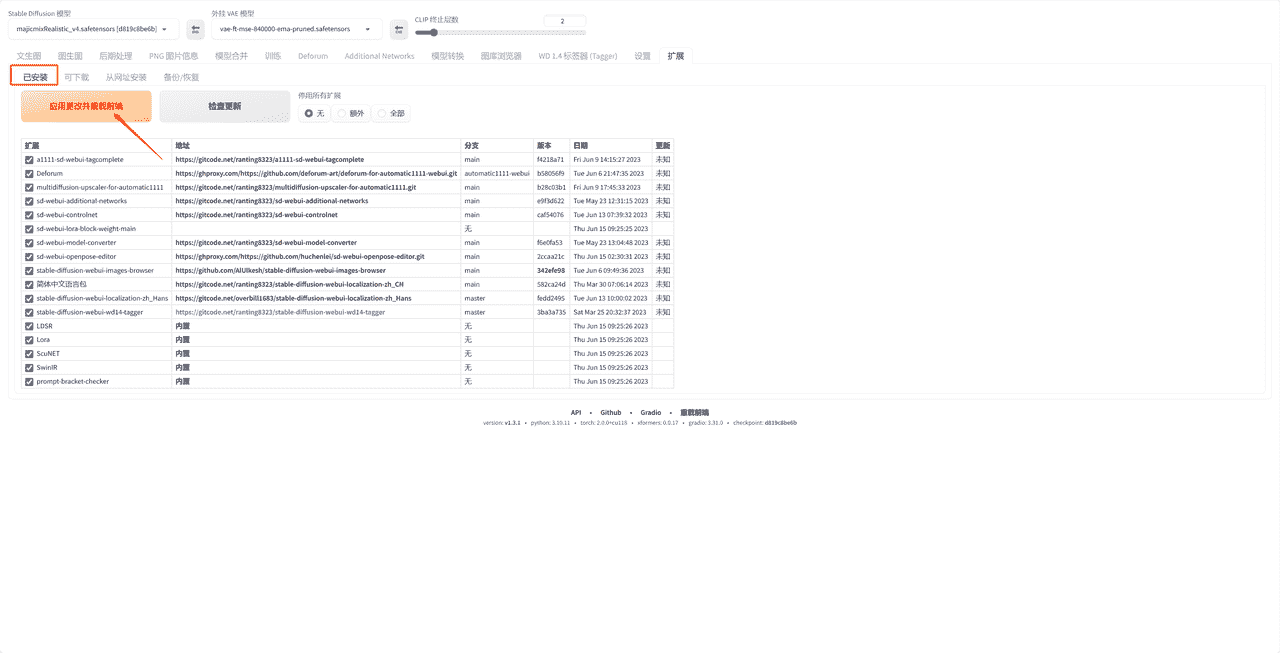 Stable Diffusion 模型 外挂 VAE 模型 CLIP 终止层数 2
majicmixRealistic_v4.safetensors [d819c8be6b] vae-ft-mse-840000-ema-pruned.safetensors
文生图 图生图 后期处理 PNG 图片信息 模型合并 训练 Deforum Additional Networks 模型转换 图库浏览器 WD 1.4 标签器 (Tagger) 设置 扩展
已安装 可下载 从网址安装 备份/恢复
停用所有扩展
应用更改并重载前端 检查更新 无 额外 全部
扩展 地址 分支 版本 日期 更新
a1111-sd-webui-tagcomplete https://gitcode.net/ranting8323/a1111-sd-webui-tagcomplete main f4218a71 Fri Jun 9 14:15:27 2023 未知
Deforum https://ghproxy.com/https://github.com/deforum-art/deforum-for-automatic1111-webui.git automatic1111-webui b58056f9 Tue Jun 6 21:47:35 2023 未知
multidiffusion-upscaler-for-automatic1111 https://gitcode.net/ranting8323/multidiffusion-upscaler-for-automatic1111.git main b28c03b1 Fri Jun 9 17:45:33 2023 未知
sd-webui-additional-networks https://gitcode.net/ranting8323/sd-webui-additional-networks main e9f3d622 Tue May 23 12:31:15 2023 未知
sd-webui-controlnet https://gitcode.net/ranting8323/sd-webui-controlnet main caf54076 Tue Jun 13 07:39:32 2023 未知
sd-webui-lora-block-weight-main 无 Thu Jun 15 09:25:25 2023
sd-webui-model-converter https://gitcode.net/ranting8323/sd-webui-model-converter main f6e0fa53 Tue May 23 13:04:48 2023 未知
sd-webui-openpose-editor https://ghproxy.com/https://github.com/huchenlei/sd-webui-openpose-editor.git main 2ccaa21c Thu Jun 15 02:30:31 2023 未知
stable-diffusion-webui-images-browser https://github.com/AlUlkesh/stable-diffusion-webui-images-browser main 342efe98 Tue Jun 6 09:49:36 2023 未知
简体中文语言包 https://gitcode.net/ranting8323/stable-diffusion-webui-localization-zh_CN main 582ca24d Thu Mar 30 07:06:14 2023 未知
stable-diffusion-webui-localization-zh_Hans https://gitcode.net/overbill1683/stable-diffusion-webui-localization-zh_Hans master fedd2495 Tue Jun 13 10:00:02 2023 未知
stable-diffusion-webui-wd14-tagger https://gitcode.net/ranting8323/stable-diffusion-webui-wd14-tagger master 3ba3a735 Sat Mar 25 20:32:37 2023 未知
LDSR 内置 无 Thu Jun 15 09:25:26 2023
Lora 内置 无 Thu Jun 15 09:25:26 2023
ScuNET 内置 无 Thu Jun 15 09:25:26 2023
SwinIR 内置 无 Thu Jun 15 09:25:26 2023
prompt-bracket-checker 内置 无 Thu Jun 15 09:25:26 2023
API • Github • Gradio • 重载前端
version: v1.3.1 • python: 3.10.11 • torch: 2.0.0+cu118 • xformers: 0.0.17 • gradio: 3.31.0 • checkpoint: d819c8be6b